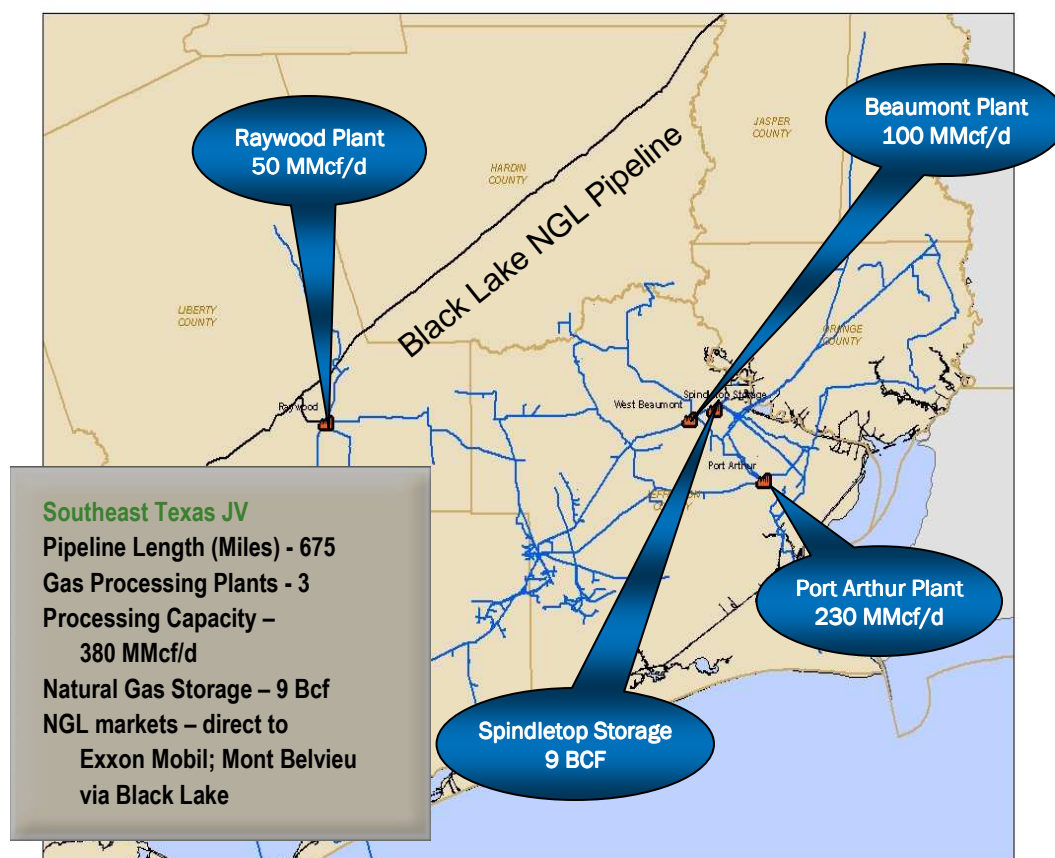 Beaumont Plant
100 MMcf/d
Raywood Plant
50 MMcf/d
JASPER
COUNTY
HARDIN
COUNTY
Black Lake NGL Pipeline
LIBERTY
COUNTY
ORANGE
COUNTY
Raywood
West Beaumont
Spindletop Storage
Port Arthur
JEFFERSON
COUNTY
Southeast Texas JV
Pipeline Length (Miles) - 675
Gas Processing Plants - 3
Processing Capacity –
380 MMcf/d
Natural Gas Storage – 9 Bcf
NGL markets – direct to
Exxon Mobil; Mont Belvieu
via Black Lake
Port Arthur Plant
230 MMcf/d
Spindletop Storage
9 BCF